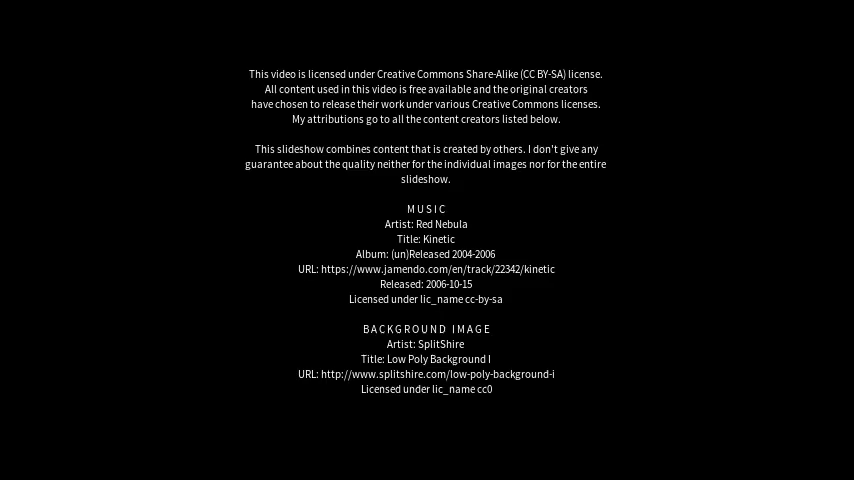 This video is licensed under Creative Commons Share-Alike (CC BY-SA) license.
All content used in this video is free available and the original creators
have chosen to release their work under various Creative Commons licenses.
My attributions go to all the content creators listed below.
This slideshow combines content that is created by others. I don't give any
guarantee about the quality neither for the individual images nor for the entire
slideshow.
MUSIC
Artist: Red Nebula
Title: Kinetic
Album: (un)Released 2004-2006
URL: https://www.jamendo.com/en/track/22342/kinetic
Released: 2006-10-15
Licensed under lic_name cc-by-sa
BACKGROUND IMAGE
Artist: SplitShire
Title: Low Poly Background I
URL: http://www.splitshire.com/low-poly-background-i
Licensed under lic_name cc0